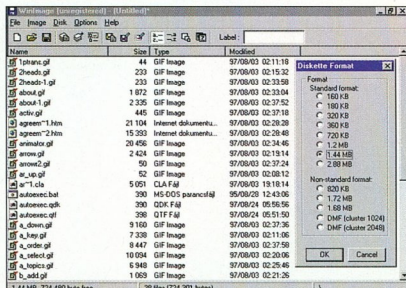 WinImage (unregistered) - [Untitled]*
File Image Disk Options Help
Label:
Name Size Type Modified
1ptrans.gif 44 GIF Image 97/08/03 02:11:18
2heads.gif 233 GIF Image 97/08/03 02:15:32
2heads-1.gif 233 GIF Image 97/08/03 02:33:58
about.gif 1 872 GIF Image 97/08/03 02:33:04
about-1.gif 2 335 GIF Image 97/08/03 02:37:52
activ.gif 445 GIF Image 97/08/03 02:37:18
agreem~1.htm 21 104 Internet dokumentu... 97/08/03 02:28:28
agreem~2.htm 15 393 Internet dokumentu... 97/08/03 02:28:48
animator.gif 20 456 GIF Image 97/08/03 02:34:46
arrow.gif 2 424 GIF Image 97/08/03 02:19:14
arrow2.gif 50 GIF Image 97/08/03 02:37:24
ar_up.gif 52 GIF Image 97/08/03 02:08:12
ar~1.cla 5 051 CLA Fájl 97/08/03 19:18:14
autoexec.bat 390 MS-DOS parancsfájl 95/08/28 12:43:06
autoexec.qdk 390 QDK Fájl 97/08/24 05:56:56
autoexec.qtf 398 QTF Fájl 97/08/24 05:51:50
a_down.gif 9 160 GIF Image 97/08/03 02:37:36
a_key.gif 7 338 GIF Image 97/08/03 02:11:06
a_order.gif 8 447 GIF Image 97/08/03 02:37:58
a_select.gif 10 094 GIF Image 97/08/03 02:20:06
a_topics.gif 6 948 GIF Image 97/08/03 02:25:46
b_add.gif 1 069 GIF Image 97/08/03 02:21:26
Diskette Format
Format
Standard format:
160 KB
180 KB
320 KB
360 KB
720 KB
1.2 MB
1.44 MB
2.88 MB
Non-standard format:
820 KB
1.72 MB
1.68 MB
DMF (cluster 1024)
DMF (cluster 2048)
OK Cancel